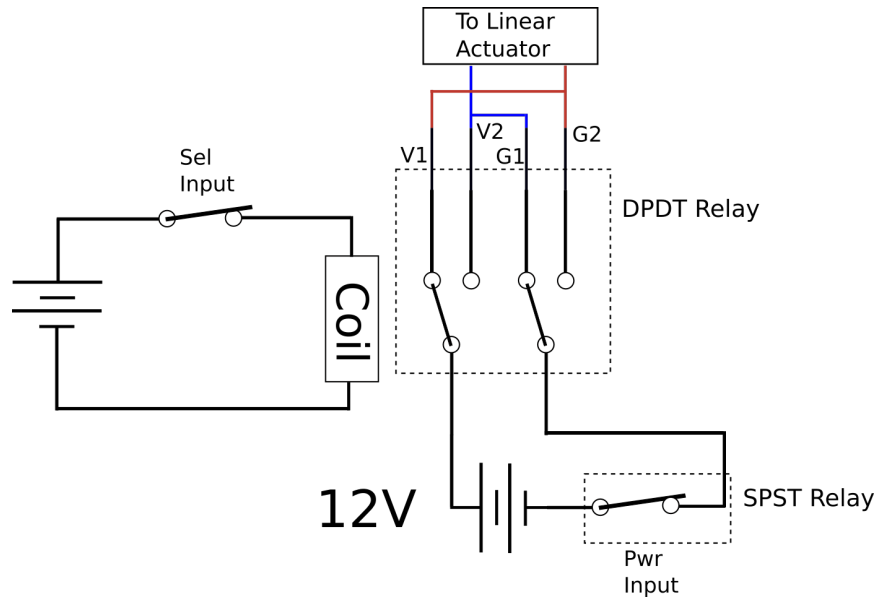 To Linear
Actuator
V2
G2
V1
G1
Sel
Input
DPDT Relay
Coil
12V
SPST Relay
Pwr
Input